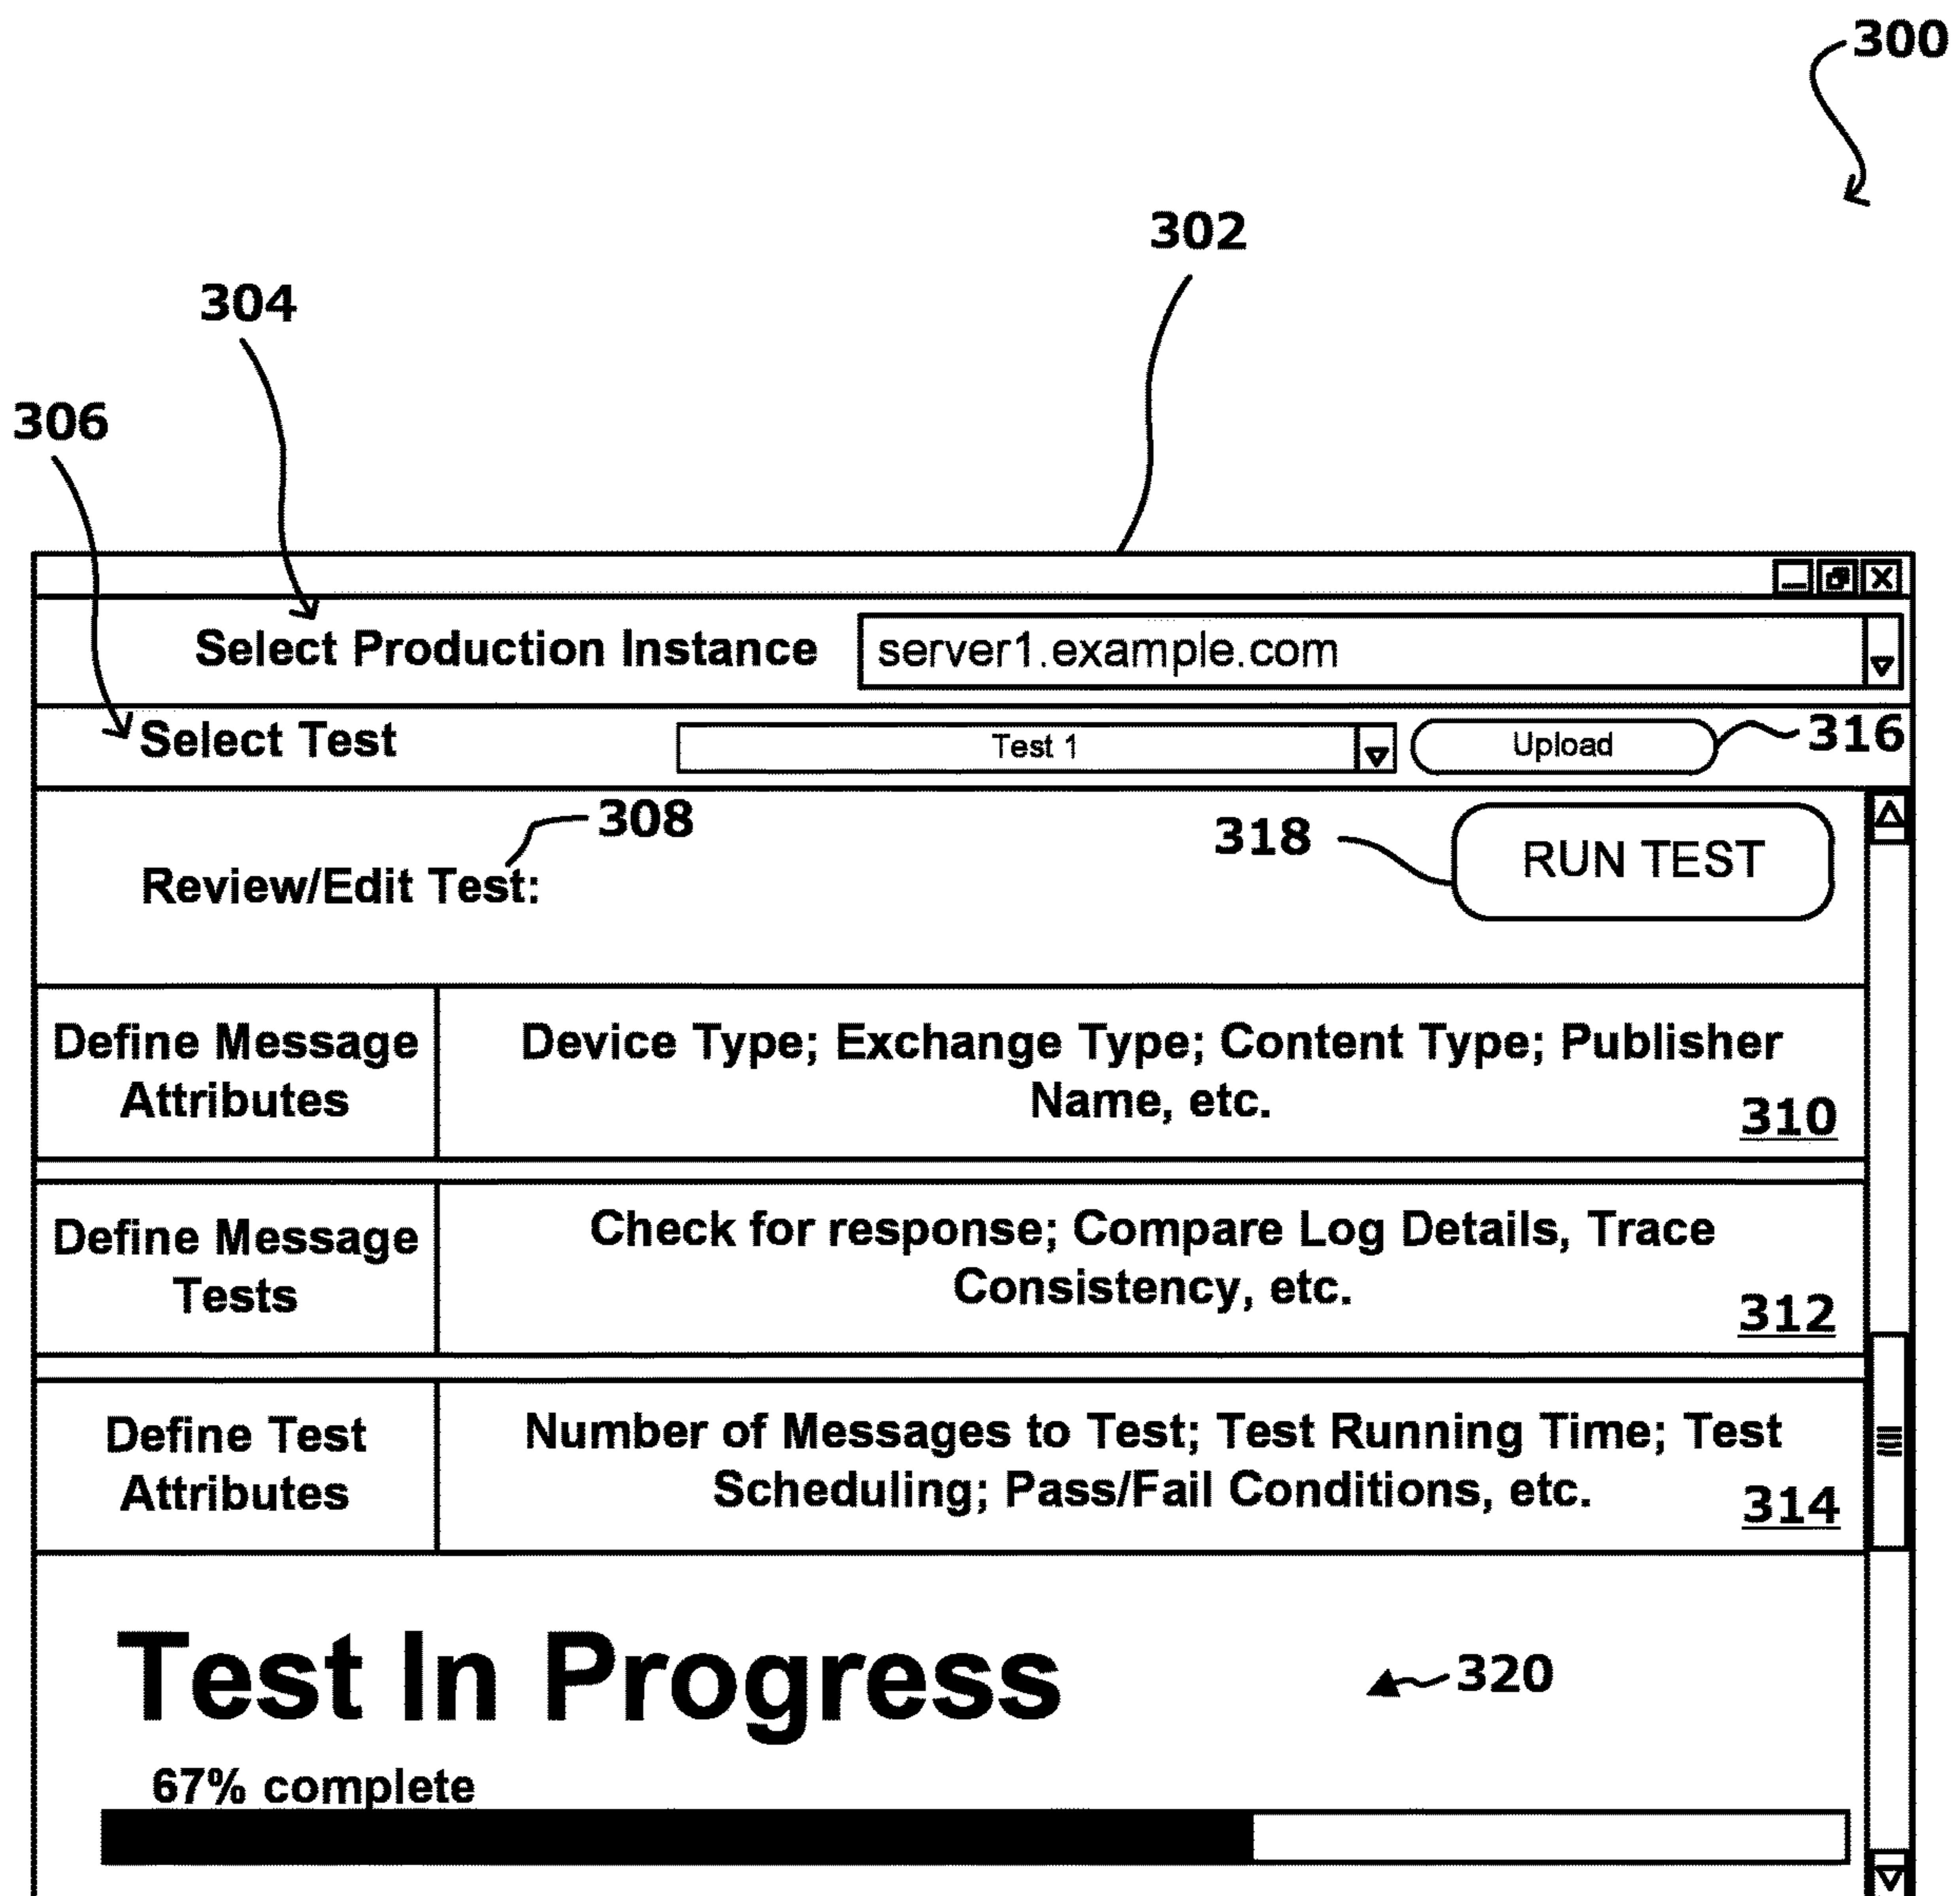 300
302
304
306
Select Production Instance server1.example.com
Select Test Test 1 Upload 316
308
318 RUN TEST
Review/Edit Test:
Define Message
Attributes
Device Type; Exchange Type; Content Type; Publisher
Name, etc.
310
Define Message
Tests
Check for response; Compare Log Details, Trace
Consistency, etc.
312
Define Test
Attributes
Number of Messages to Test; Test Running Time; Test
Scheduling; Pass/Fail Conditions, etc.
314
Test In Progress
320
67% complete